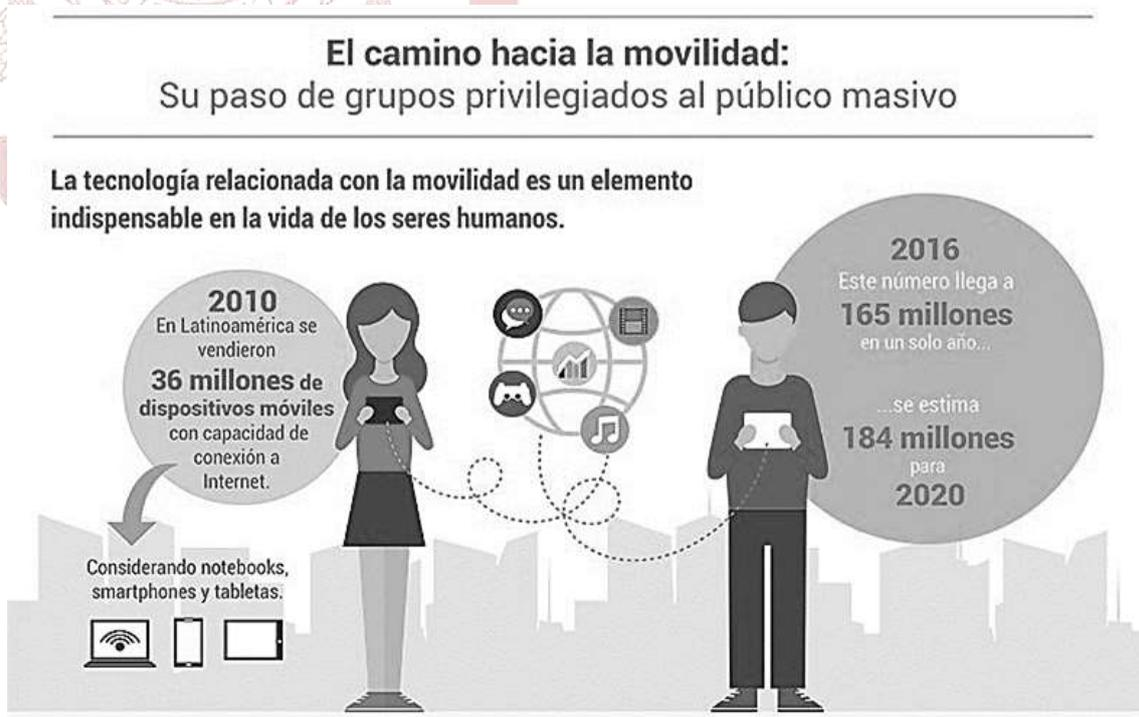 El camino hacia la movilidad:
Su paso de grupos privilegiados al público masivo
La tecnología relacionada con la movilidad es un elemento
indispensable en la vida de los seres humanos.
2010
En Latinoamérica se
vendieron
36 millones de
dispositivos móviles
con capacidad de
conexión a
Internet.
Considerando notebooks,
smartphones y tabletas.
2016
Este número llega a
165 millones
en un solo año...
...se estima
184 millones
para
2020